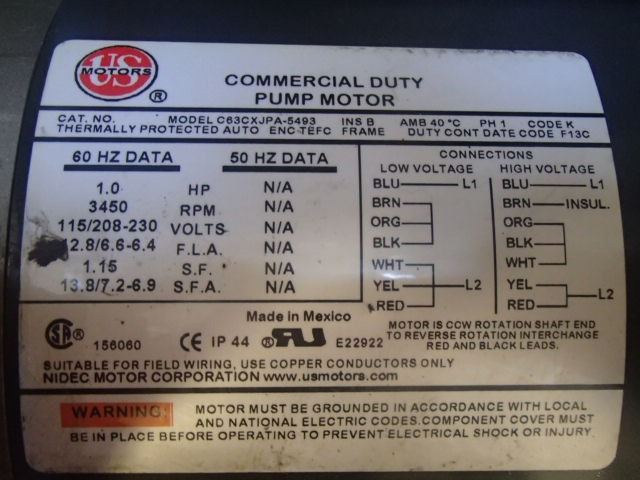 US
MOTORS
®
COMMERCIAL DUTY
PUMP MOTOR
CAT. NO. MODEL C63CXJPA-5493 INS B AMB 40 °C PH 1 CODE K
THERMALLY PROTECTED AUTO ENC TEFC FRAME DUTY CONT DATE CODE F13C
60 HZ DATA 50 HZ DATA
1.0 HP N/A
3450 RPM N/A
115/208-230 VOLTS N/A
12.8/6.6-6.4 F.L.A. N/A
1.15 S.F. N/A
13.8/7.2-6.9 S.F.A. N/A
CONNECTIONS
LOW VOLTAGE HIGH VOLTAGE
BLU L1 BLU L1
BRN BRN INSUL.
ORG ORG
BLK BLK
WHT WHT
YEL L2 YEL L2
RED RED
Made in Mexico
SA ® 156060 CE IP 44 ® RU E22922
MOTOR IS CCW ROTATION SHAFT END
TO REVERSE ROTATION INTERCHANGE
RED AND BLACK LEADS.
SUITABLE FOR FIELD WIRING, USE COPPER CONDUCTORS ONLY
NIDEC MOTOR CORPORATION www.usmotors.com
WARNING: MOTOR MUST BE GROUNDED IN ACCORDANCE WITH LOCAL
AND NATIONAL ELECTRIC CODES.COMPONENT COVER MUST
BE IN PLACE BEFORE OPERATING TO PREVENT ELECTRICAL SHOCK OR INJURY